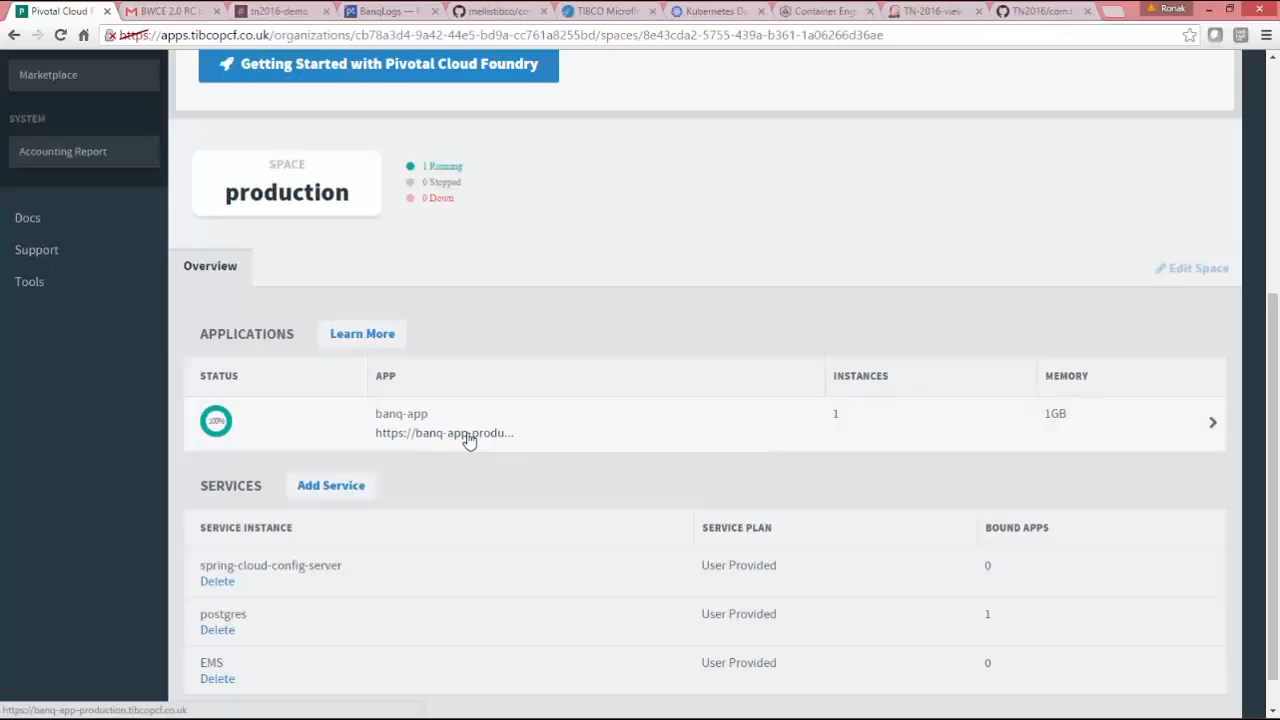 Pivotal Cloud F
BWCE 2.0 RC
tn2016-demo
BanqLogs —
mellistibco/co
TIBCO Microfl
Kubernetes Da
Container Eng
TN-2016-view
TN2016/com.t
Ronak
https://apps.tibcopcf.co.uk/organizations/cb78a3d4-9a42-44e5-bd9a-cc761a8255bd/spaces/8e43cda2-5755-439a-b361-1a06266d36ae
Marketplace
SYSTEM
Accounting Report
Docs
Support
Tools
Getting Started with Pivotal Cloud Foundry
SPACE
production
1 Running
0 Stopped
0 Down
Overview
Edit Space
APPLICATIONS Learn More
STATUS APP INSTANCES MEMORY
100% banq-app 1 1GB
https://banq-app-produ...
SERVICES Add Service
SERVICE INSTANCE SERVICE PLAN BOUND APPS
spring-cloud-config-server User Provided 0
Delete
postgres User Provided 1
Delete
EMS User Provided 0
Delete
https://banq-app-production.tibcopcf.co.uk